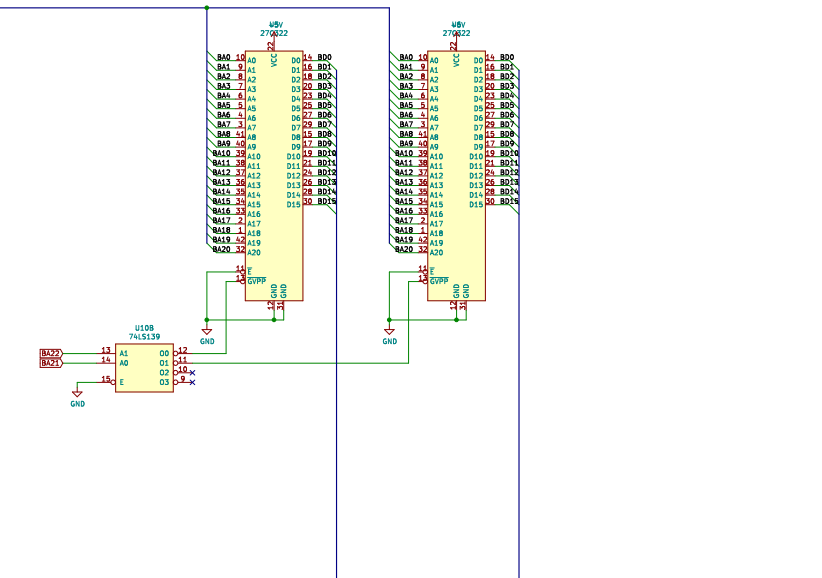 +5V
U5
27C322
22
VCC
BA0 10 A0 D0 14 BD0
BA1 9 A1 D1 16 BD1
BA2 8 A2 D2 18 BD2
BA3 7 A3 D3 20 BD3
BA4 6 A4 D4 23 BD4
BA5 5 A5 D5 25 BD5
BA6 4 A6 D6 27 BD6
BA7 3 A7 D7 29 BD7
BA8 41 A8 D8 15 BD8
BA9 40 A9 D9 17 BD9
BA10 39 A10 D10 19 BD10
BA11 38 A11 D11 21 BD11
BA12 37 A12 D12 24 BD12
BA13 36 A13 D13 26 BD13
BA14 35 A14 D14 28 BD14
BA15 34 A15 D15 30 BD15
BA16 33 A16
BA17 2 A17
BA18 1 A18
BA19 42 A19
BA20 32 A20
11 E
13 GVPP
GND GND
12 31
GND
+5V
27C322
22
VCC
BA0 10 A0 D0 14 BD0
BA1 9 A1 D1 16 BD1
BA2 8 A2 D2 18 BD2
BA3 7 A3 D3 20 BD3
BA4 6 A4 D4 23 BD4
BA5 5 A5 D5 25 BD5
BA6 4 A6 D6 27 BD6
BA7 3 A7 D7 29 BD7
BA8 41 A8 D8 15 BD8
BA9 40 A9 D9 17 BD9
BA10 39 A10 D10 19 BD10
BA11 38 A11 D11 21 BD11
BA12 37 A12 D12 24 BD12
BA13 36 A13 D13 26 BD13
BA14 35 A14 D14 28 BD14
BA15 34 A15 D15 30 BD15
BA16 33 A16
BA17 2 A17
BA18 1 A18
BA19 42 A19
BA20 32 A20
11 E
13 GVPP
GND GND
12 31
GND
U10B
74LS139
BA22 13 A1 O0 12
BA21 14 A0 O1 11
O2 10
15 E O3 9
GND